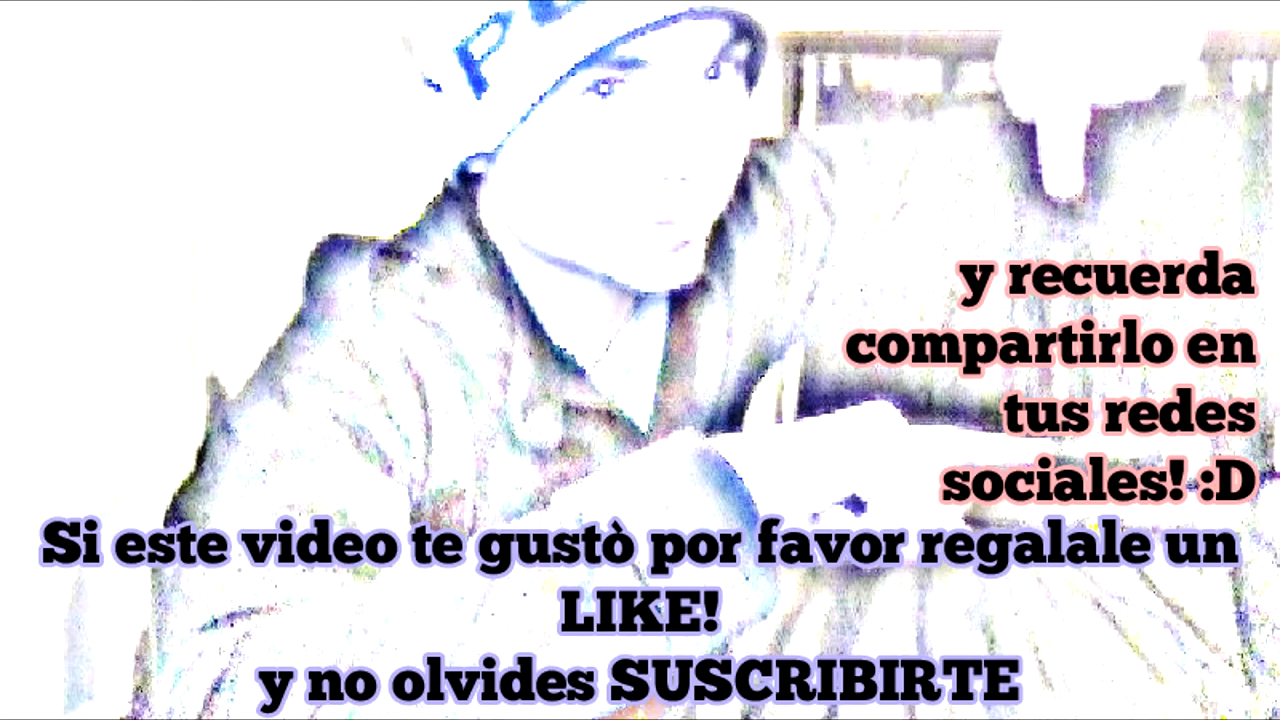 y recuerda
compartirlo en
tus redes
sociales! :D
Si este video te gustò por favor regalale un
LIKE!
y no olvides SUSCRIBIRTE